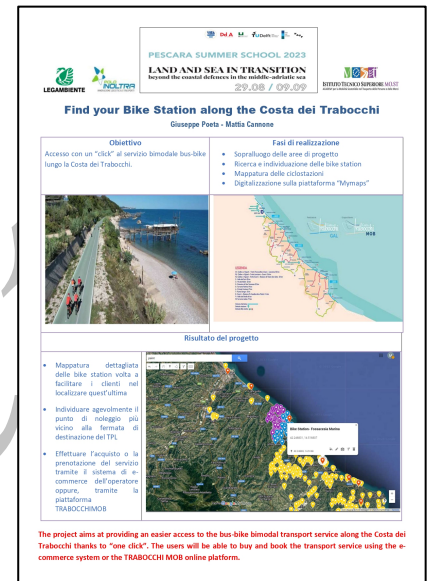 Dd.A
TUDelft
PESCARA SUMMER SCHOOL 2023
LAND AND SEA IN TRANSITION
beyond the coastal defences in the middle-adriatic sea
29.08 / 09.09
LEGAMBIENTE
INOLTRA
ISTITUTO TECNICO SUPERIORE MO.ST
Find your Bike Station along the Costa dei Trabocchi
Giuseppe Poeta - Mattia Cannone
Obiettivo
Accesso con un "click" al servizio bimodale bus-bike
lungo la Costa dei Trabocchi.
Fasi di realizzazione
• Sopralluogo delle aree di progetto
• Ricerca e individuazione delle bike station
• Mappatura delle ciclostazioni
• Digitalizzazione sulla piattaforma "Mymaps"
GAL
MOB
Risultato del progetto
• Mappatura dettagliata
delle bike station volta a
facilitare i clienti nel
localizzare quest'ultima
• Individuare agevolmente il
punto di noleggio più
vicino alla fermata di
destinazione del TPL
• Effettuare l'acquisto o la
prenotazione del servizio
tramite il sistema di e-
commerce dell'operatore
oppure, tramite la
piattaforma
TRABOCCHIMOB
Bike Station - Francavilla Marina
The project aims at providing an easier access to the bus-bike bimodal transport service along the Costa dei
Trabocchi thanks to "one click". The users will be able to buy and book the transport service using the e-
commerce system or the TRABOCCHI MOB online platform.